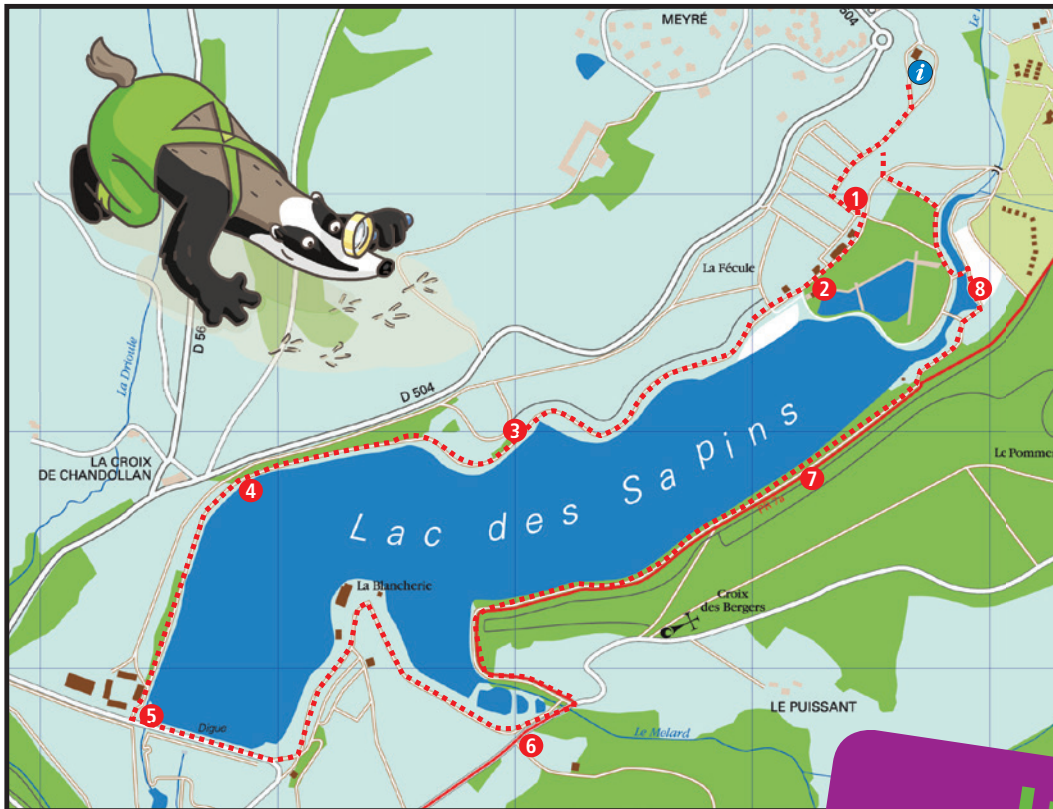 MEYRÉ
504
i
1
La Fécule
2
8
D 56
La Drioule
D 504
3
LA CROIX
DE CHANDOLLAN
4
Lac des Sapins
7
Le Pomme
La Blancherie
Croix
des Bergers
5
Digue
6
Le Molard
LE PUISSANT